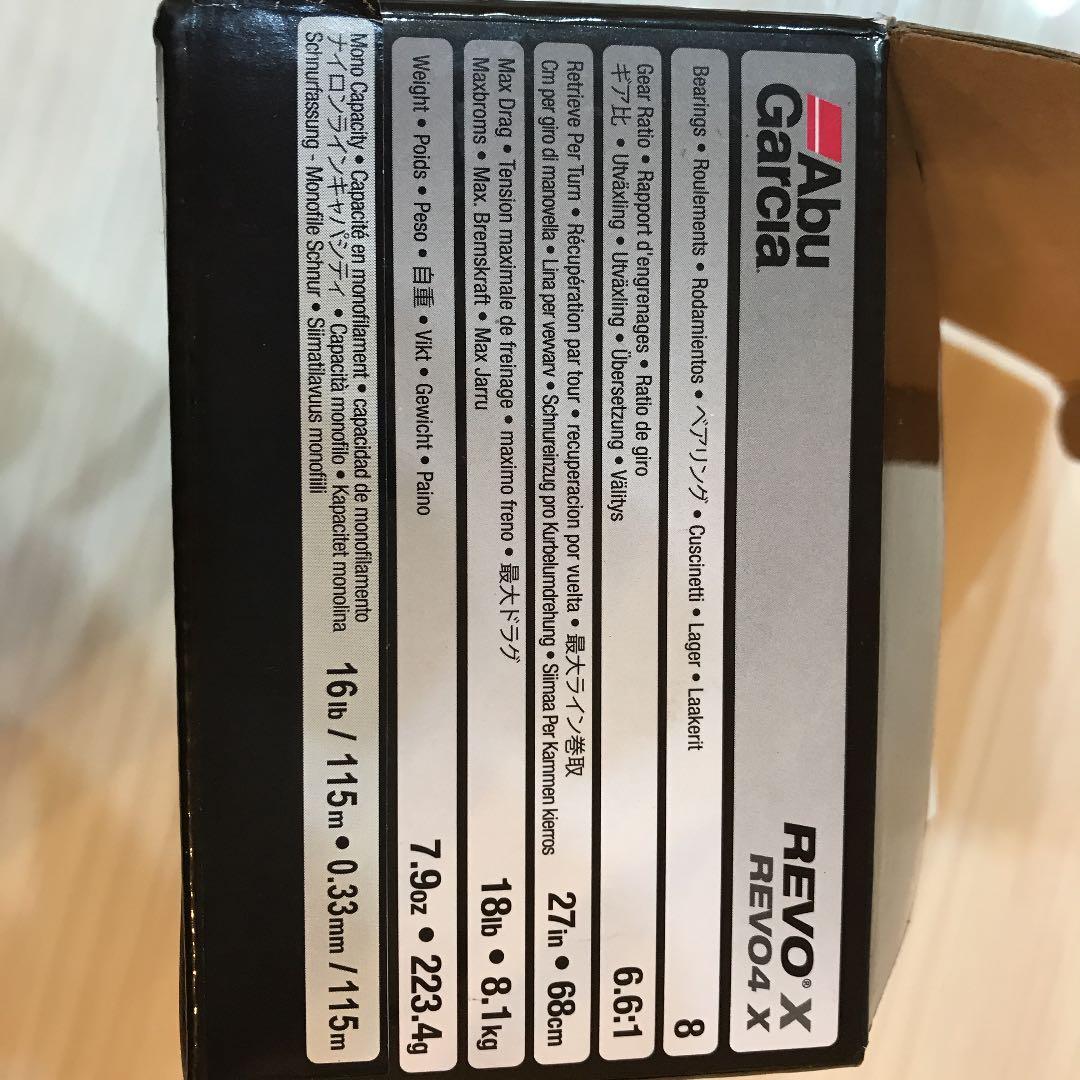 Abu
Garcia
REVO® X
REVO4 X
Bearings • Roulements • Rodamientos • ベアリング • Cuscinetti • Lager • Laakerit
8
Gear Ratio • Rapport d'engrenages • Ratio de giro
ギア比 • Utväxling • Utväxling • Übersetzung • Välitys
6.6:1
Retrieve Per Turn • Récupération par tour • recuperacion por vuelta • 最大ライン巻取
Cm per giro di manovella • Lina per vevvarv • Schnureinzug pro Kurbelumdrehung • Siimaa Per Kammen kierros
27in • 68cm
Max Drag • Tension maximale de freinage • maximo freno • 最大ドラグ
Maxbroms • Max. Bremskraft • Max Jarru
18lb • 8.1kg
Weight • Poids • Peso • 自重 • Vikt • Gewicht • Paino
7.9oz • 223.4g
Mono Capacity • Capacité en monofilament • capacidad de monofilamento
ナイロンラインキャパシティ • Capacità monofilo • Kapacitet monolina
Schnurfassung - Monofile Schnur • Siimatilavuus monofiili
16lb / 115m • 0.33mm / 115m